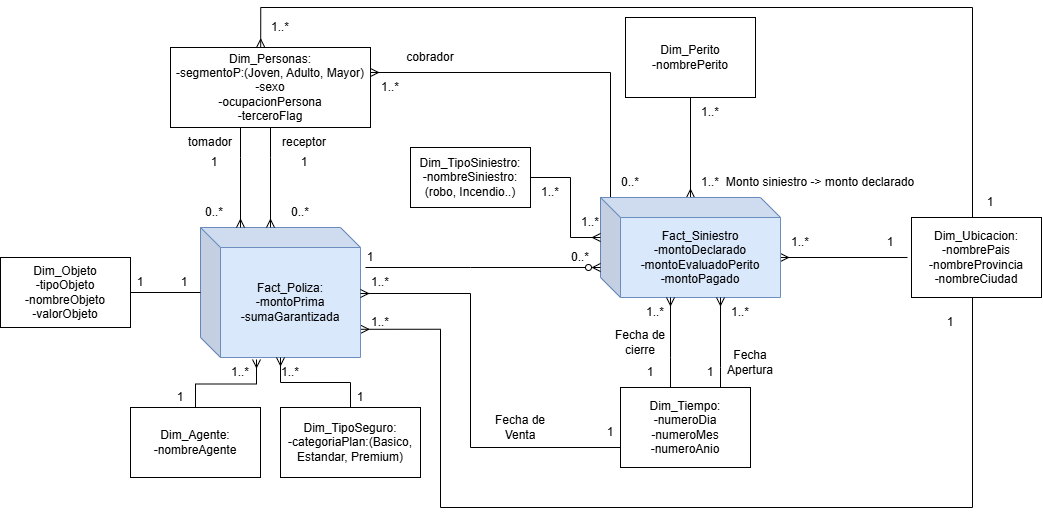 1..*
Dim_Personas:
-segmentoP:(Joven, Adulto, Mayor)
-sexo
-ocupacionPersona
-terceroFlag
cobrador
1..*
Dim_Perito
-nombrePerito
1..*
tomador
receptor
1
1
Dim_TipoSiniestro:
-nombreSiniestro:
(robo, Incendio..)
1..*
0..*
1..*
Monto siniestro -> monto declarado
0..*
0..*
1..*
1
Fact_Siniestro
-montoDeclarado
-montoEvaluadoPerito
-montoPagado
1..*
1
Dim_Ubicacion:
-nombrePais
-nombreProvincia
-nombreCiudad
1
0..*
Dim_Objeto
-tipoObjeto
-nombreObjeto
-valorObjeto
1
1
Fact_Poliza:
-montoPrima
-sumaGarantizada
1..*
1..*
1..*
1..*
1
Fecha de
cierre
Fecha
Apertura
1
1
1..*
1..*
1
1
Dim_Agente:
-nombreAgente
Dim_TipoSeguro:
-categoriaPlan:(Basico,
Estandar, Premium)
Fecha de
Venta
1
Dim_Tiempo:
-numeroDia
-numeroMes
-numeroAnio